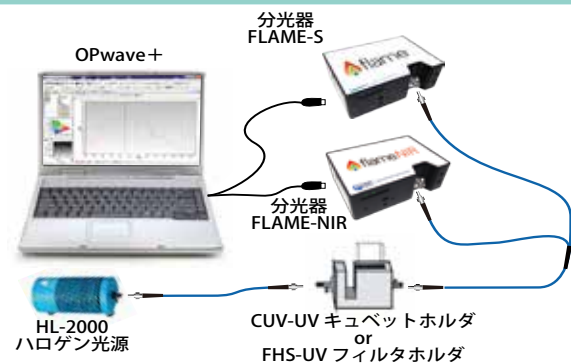 分光器
FLAME-S
OPwave＋
flame
flameNIR
分光器
FLAME-NIR
HL-2000
ハロゲン光源
CUV-UV キュベットホルダ
or
FHS-UV フィルタホルダ